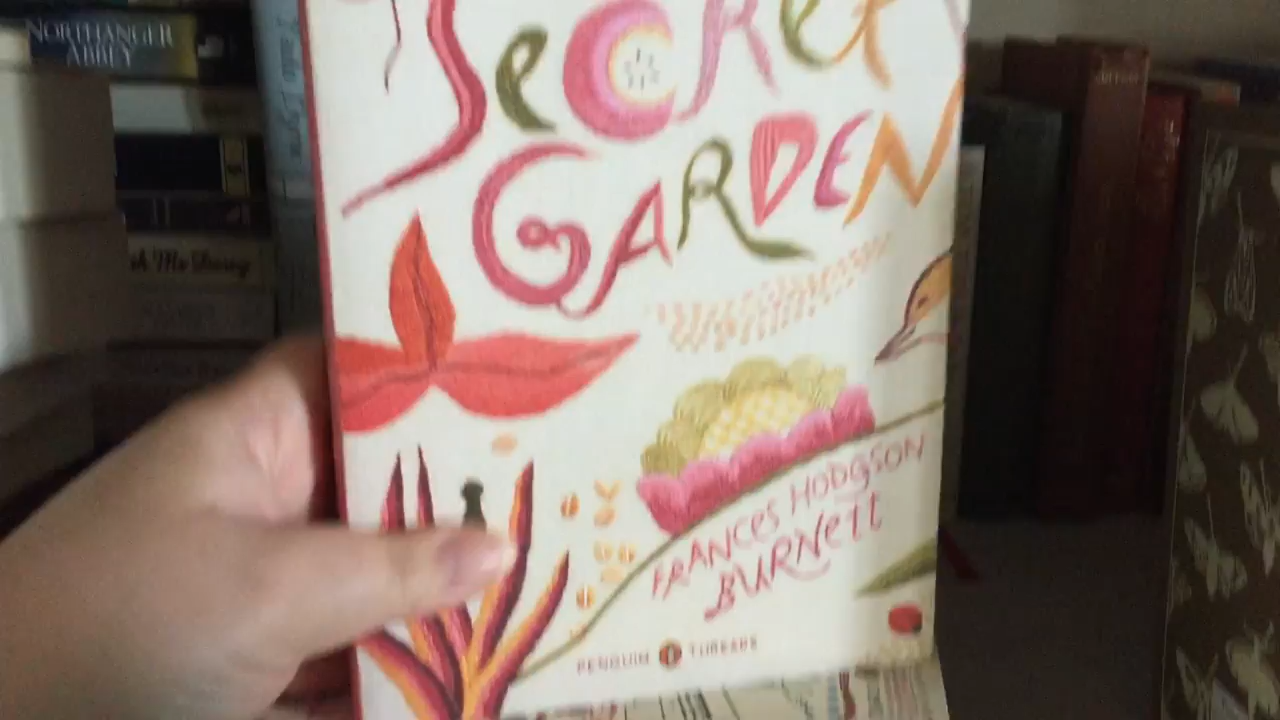 NORTHANGER
ABBEY
SECRET
GARDEN
FRANCES HODGSON
BURNETT
PENGUIN THREADS